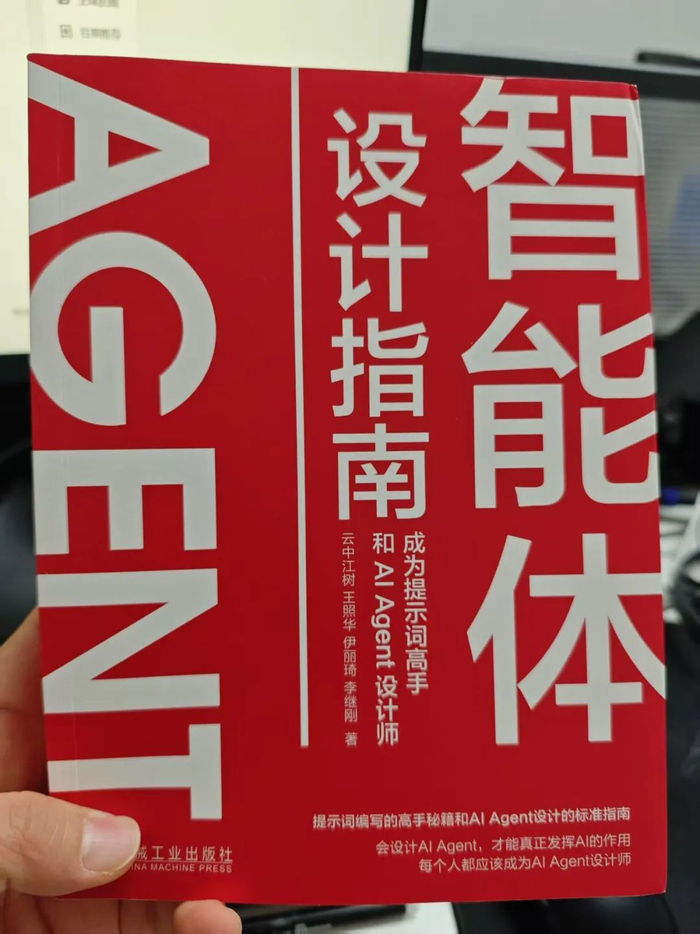 智能体
设计指南
成为提示词高手
和 AI Agent 设计师
云中江树 王照华 伊丽琦 李继刚 著
AGENT
提示词编写的高手秘籍和AI Agent设计的标准指南
会设计AI Agent，才能真正发挥AI的作用
每个人都应该成为AI Agent设计师
械工业出版社
INA MACHINE PRESS